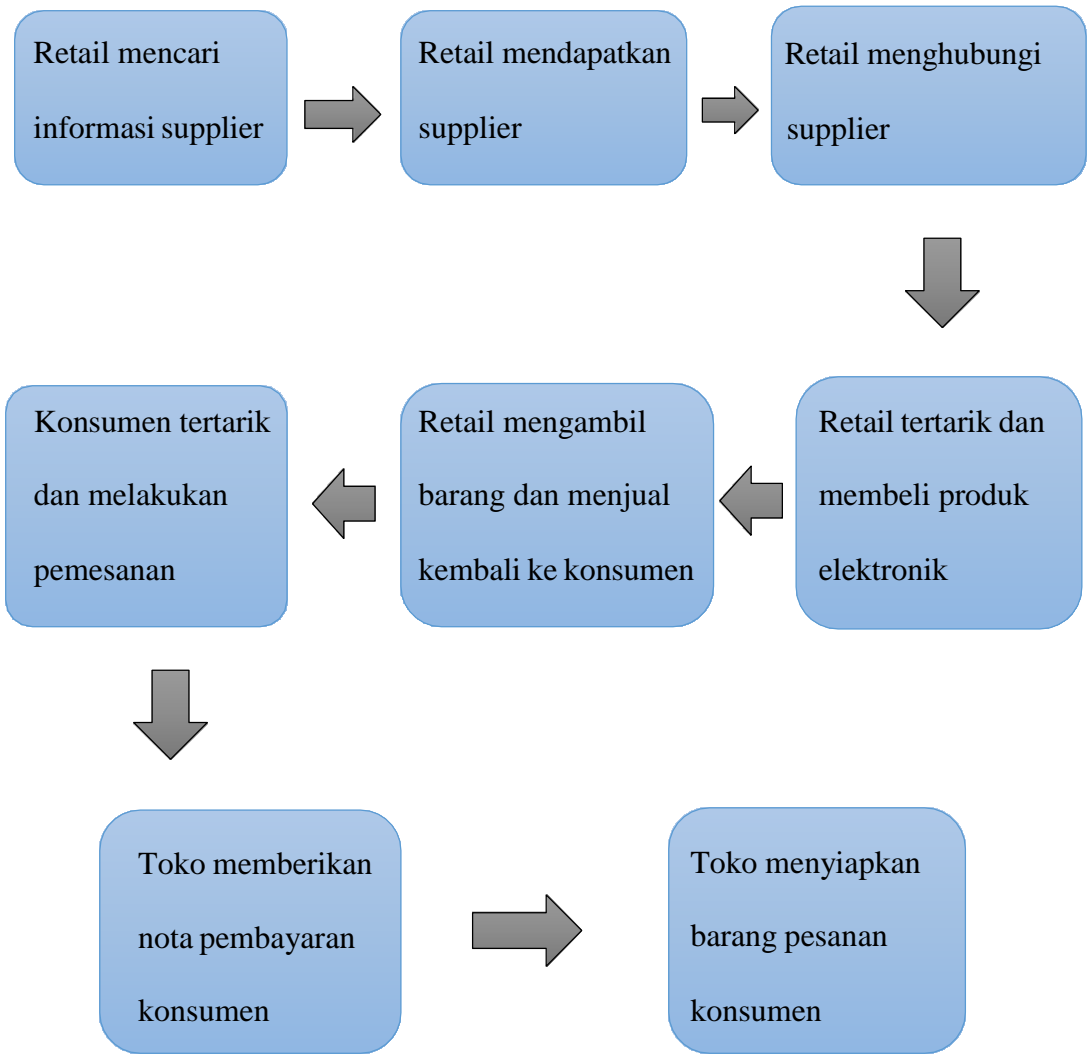 Retail mencari
informasi supplier
Retail mendapatkan
supplier
Retail menghubungi
supplier
Retail tertarik dan
membeli produk
elektronik
Retail mengambil
barang dan menjual
kembali ke konsumen
Konsumen tertarik
dan melakukan
pemesanan
Toko memberikan
nota pembayaran
konsumen
Toko menyiapkan
barang pesanan
konsumen